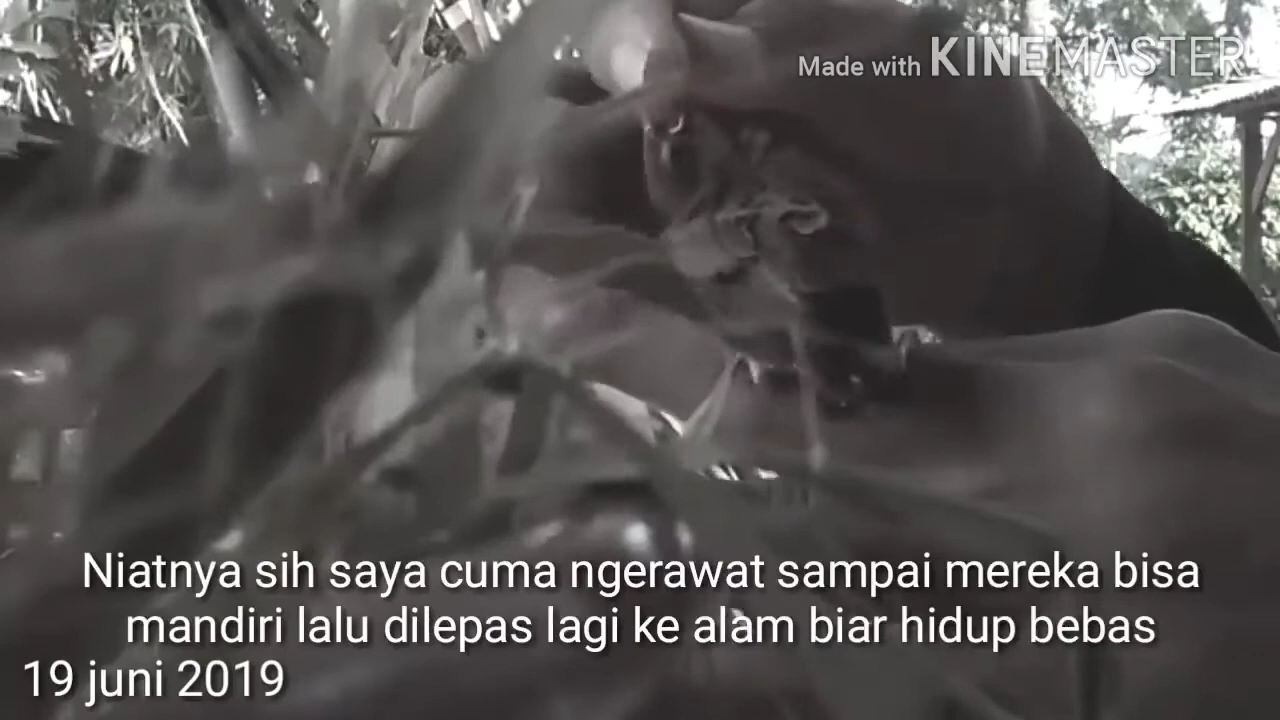 Made with KINEMASTER
Niatnya sih saya cuma ngerawat sampai mereka bisa
mandiri lalu dilepas lagi ke alam biar hidup bebas
19 juni 2019